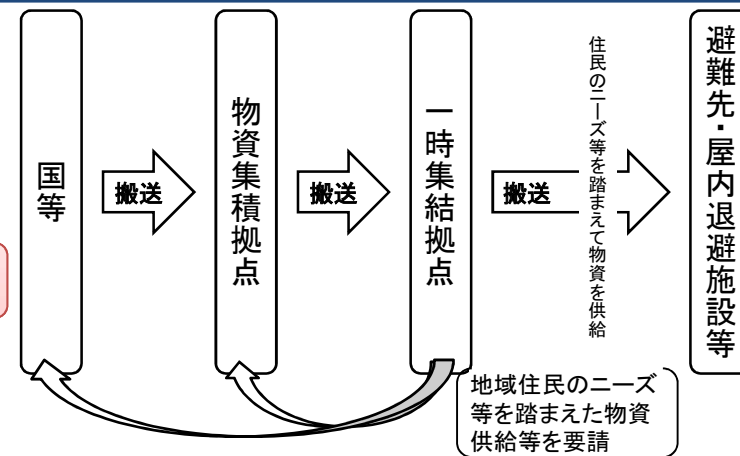 国等
搬送
物資集積拠点
搬送
一時集結拠点
搬送
住民のニーズ等を踏まえて物資を供給
避難先・屋内退避施設等
地域住民のニーズ
等を踏まえた物資
供給等を要請